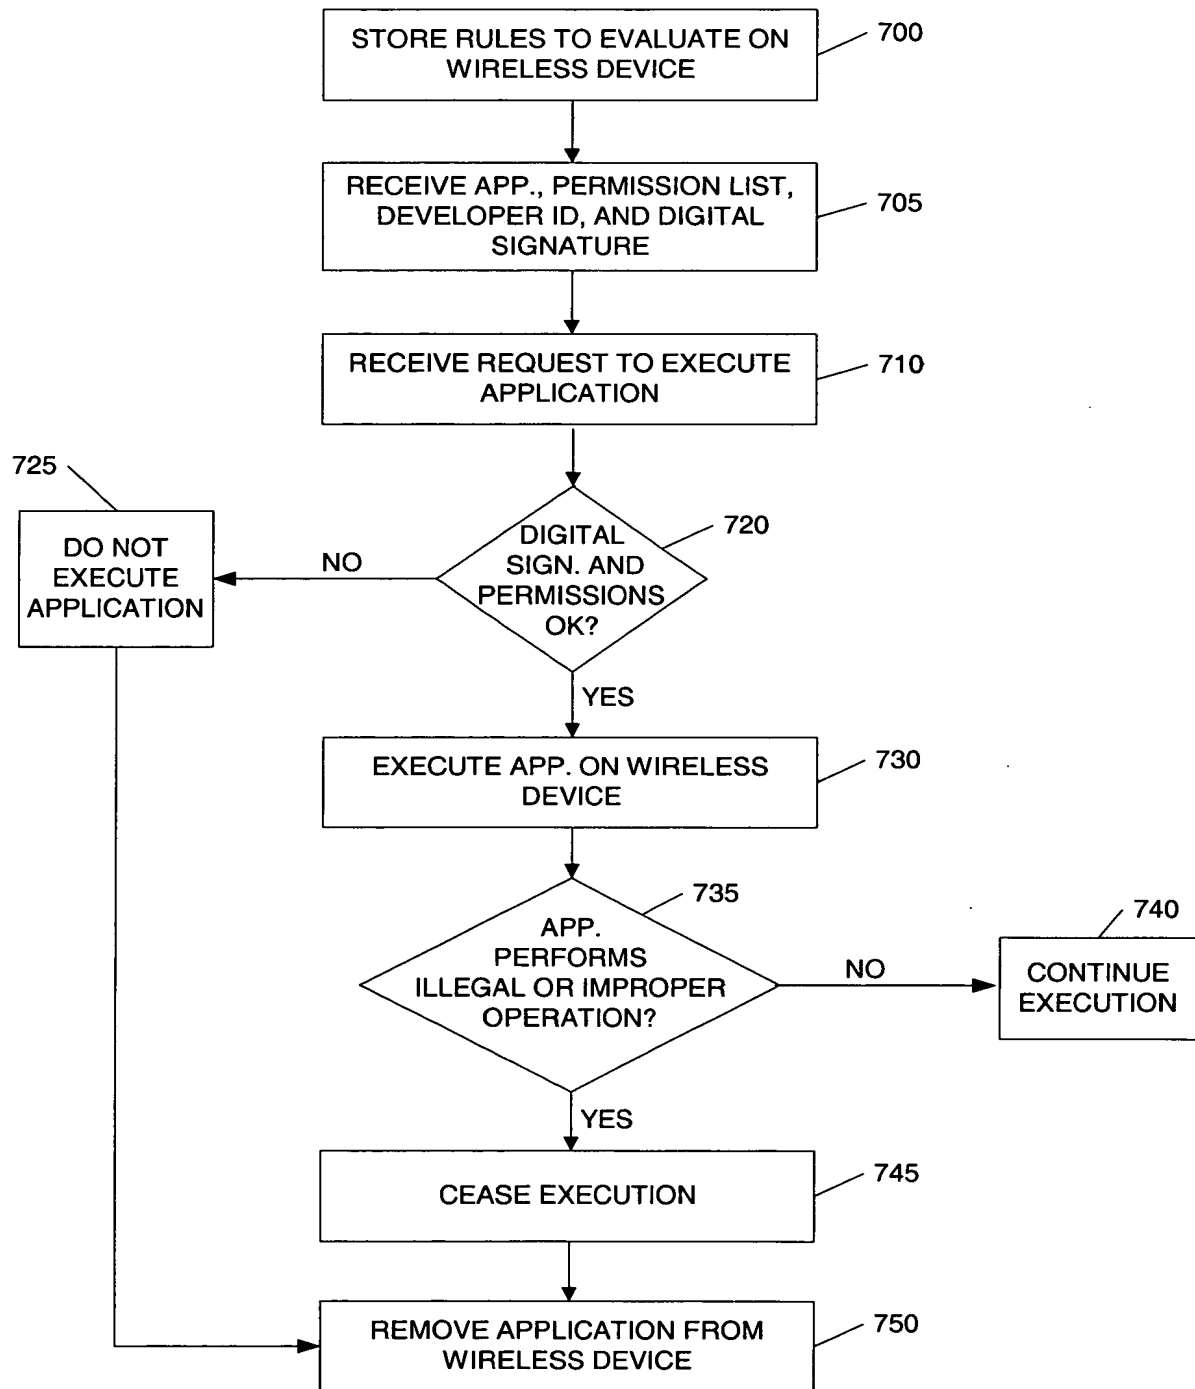 STORE RULES TO EVALUATE ON
WIRELESS DEVICE
700
RECEIVE APP., PERMISSION LIST,
DEVELOPER ID, AND DIGITAL
SIGNATURE
705
RECEIVE REQUEST TO EXECUTE
APPLICATION
710
725
DO NOT
EXECUTE
APPLICATION
NO
DIGITAL
SIGN. AND
PERMISSIONS
OK?
720
YES
EXECUTE APP. ON WIRELESS
DEVICE
730
APP.
PERFORMS
ILLEGAL OR IMPROPER
OPERATION?
735
NO
740
CONTINUE
EXECUTION
YES
CEASE EXECUTION
745
REMOVE APPLICATION FROM
WIRELESS DEVICE
750